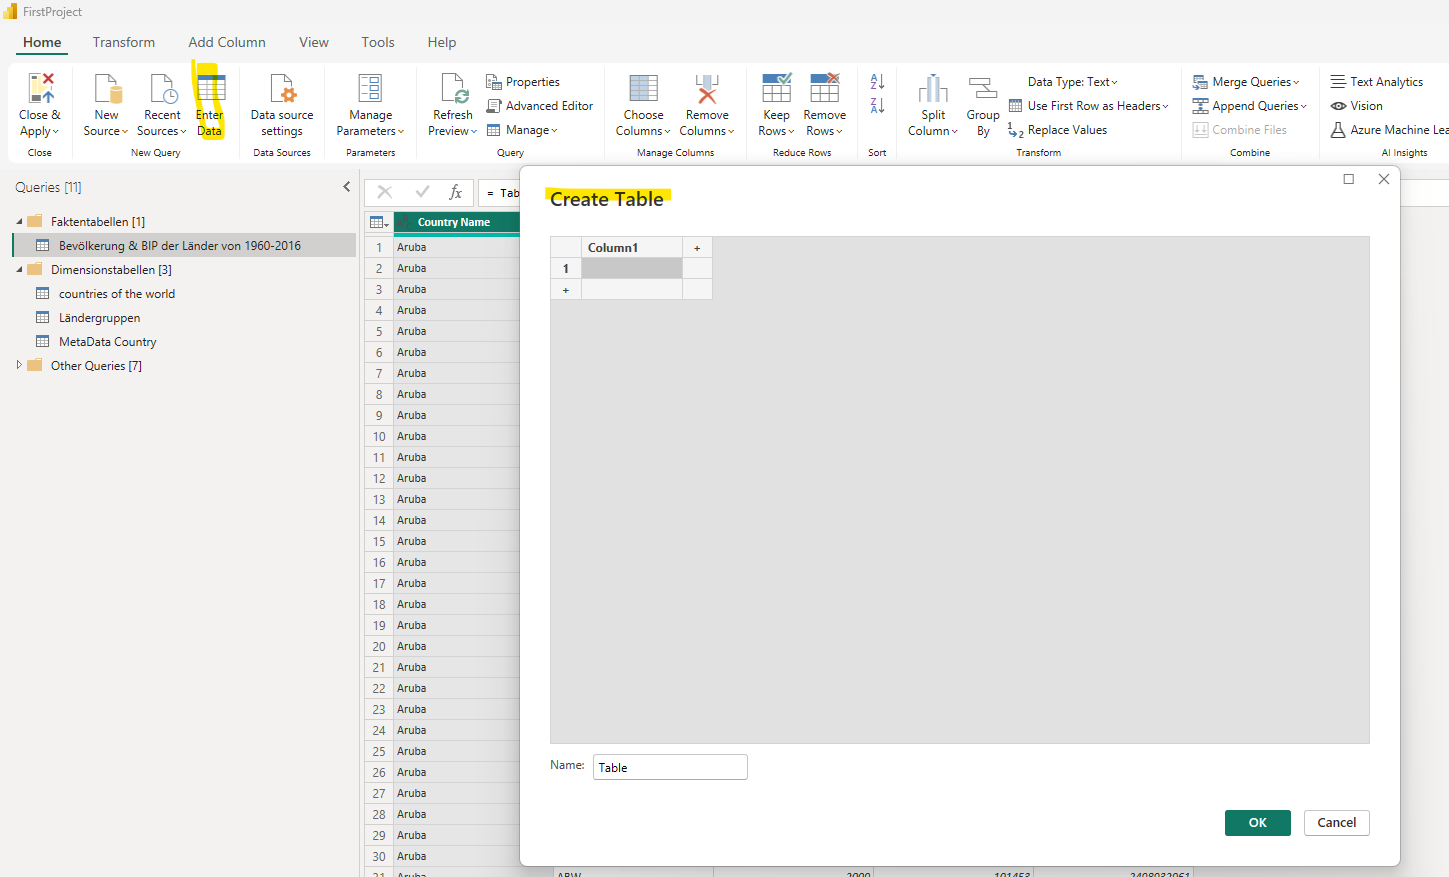 FirstProject
Home Transform Add Column View Tools Help
Close & Apply
New Source
Recent Sources
Enter Data
Data source settings
Manage Parameters
Refresh Preview
Properties
Advanced Editor
Manage
Choose Columns
Remove Columns
Keep Rows
Remove Rows
Split Column
Group By
Data Type: Text
Use First Row as Headers
Replace Values
Merge Queries
Append Queries
Combine Files
Text Analytics
Vision
Azure Machine Lea
Close New Query Data Sources Parameters Query Manage Columns Reduce Rows Sort Transform Combine AI Insights
Queries [11]
Faktentabellen [1]
Bevölkerung & BIP der Länder von 1960-2016
Dimensionstabellen [3]
countries of the world
Ländergruppen
MetaData Country
Other Queries [7]
fx = Tab
Country Name
1 Aruba
2 Aruba
3 Aruba
4 Aruba
5 Aruba
6 Aruba
7 Aruba
8 Aruba
9 Aruba
10 Aruba
11 Aruba
12 Aruba
13 Aruba
14 Aruba
15 Aruba
16 Aruba
17 Aruba
18 Aruba
19 Aruba
20 Aruba
21 Aruba
22 Aruba
23 Aruba
24 Aruba
25 Aruba
26 Aruba
27 Aruba
28 Aruba
29 Aruba
30 Aruba
Create Table
Column1 +
1
+
Name: Table
OK Cancel